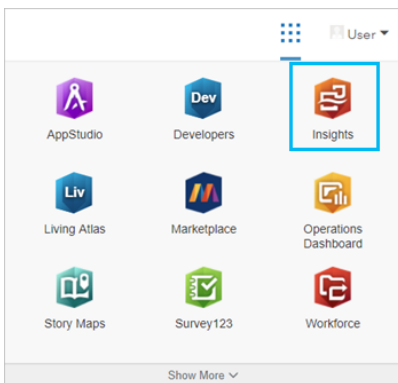 User
Dev
AppStudio
Developers
Insights
Liv
Living Atlas
Marketplace
Operations
Dashboard
Story Maps
Survey123
Workforce
Show More